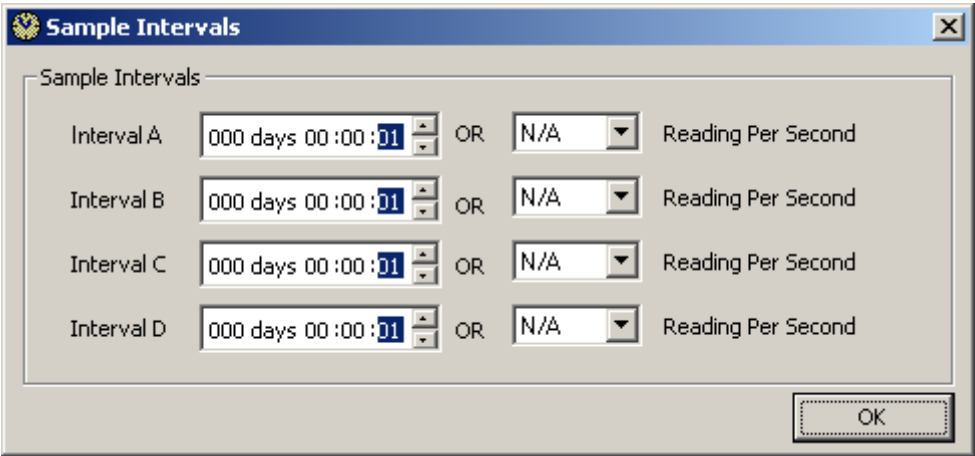 Sample Intervals
Sample Intervals
Interval A 000 days 00:00:01 OR N/A Reading Per Second
Interval B 000 days 00:00:01 OR N/A Reading Per Second
Interval C 000 days 00:00:01 OR N/A Reading Per Second
Interval D 000 days 00:00:01 OR N/A Reading Per Second
OK